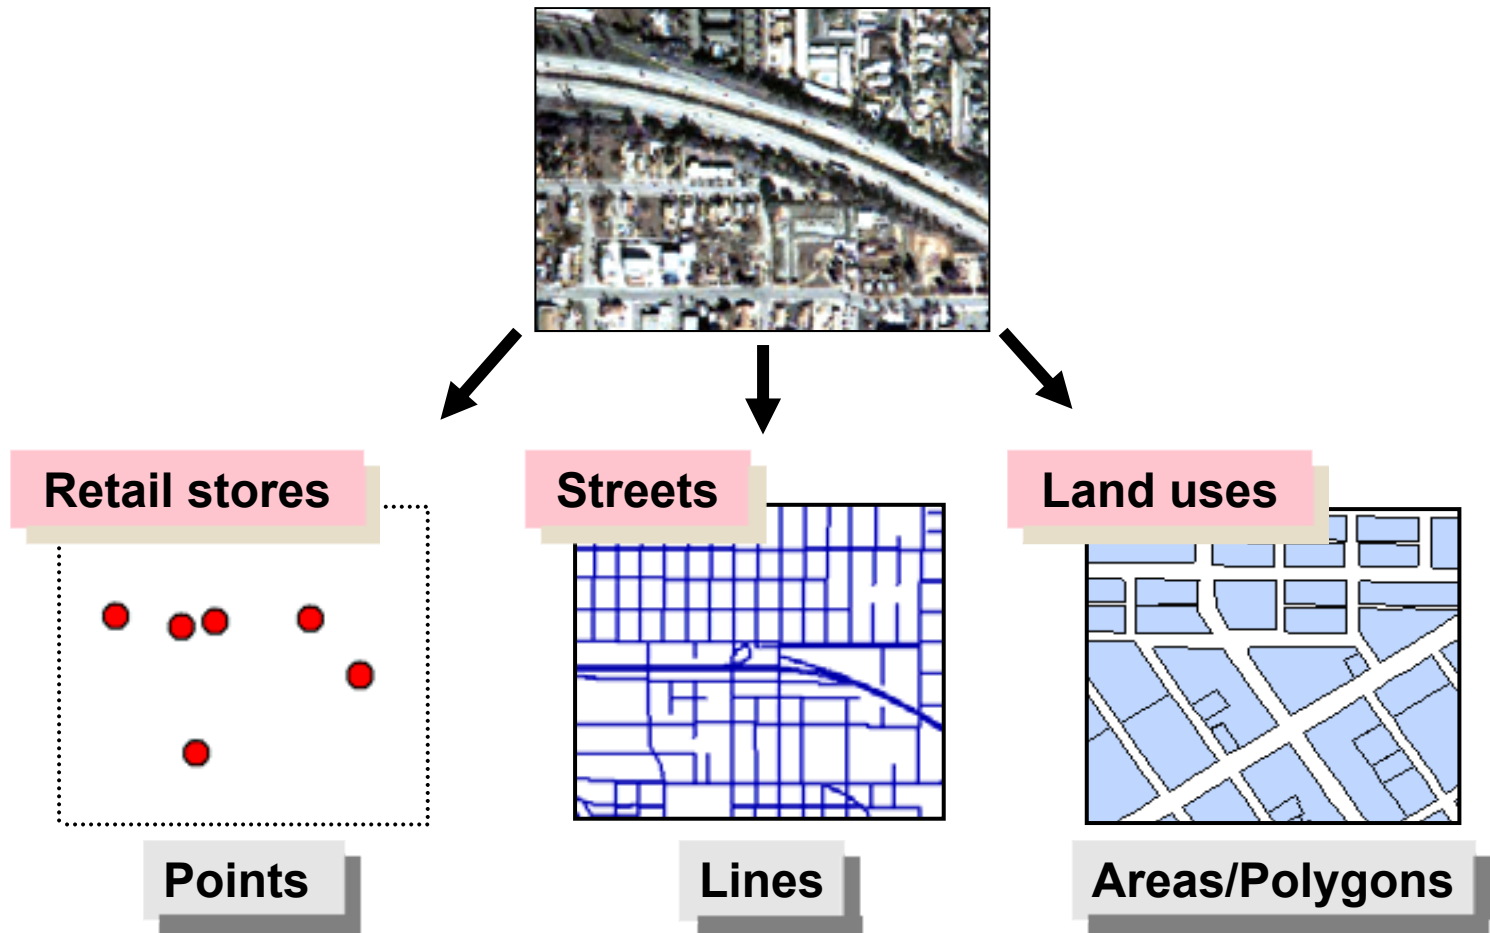 Retail stores
Streets
Land uses
Points
Lines
Areas/Polygons